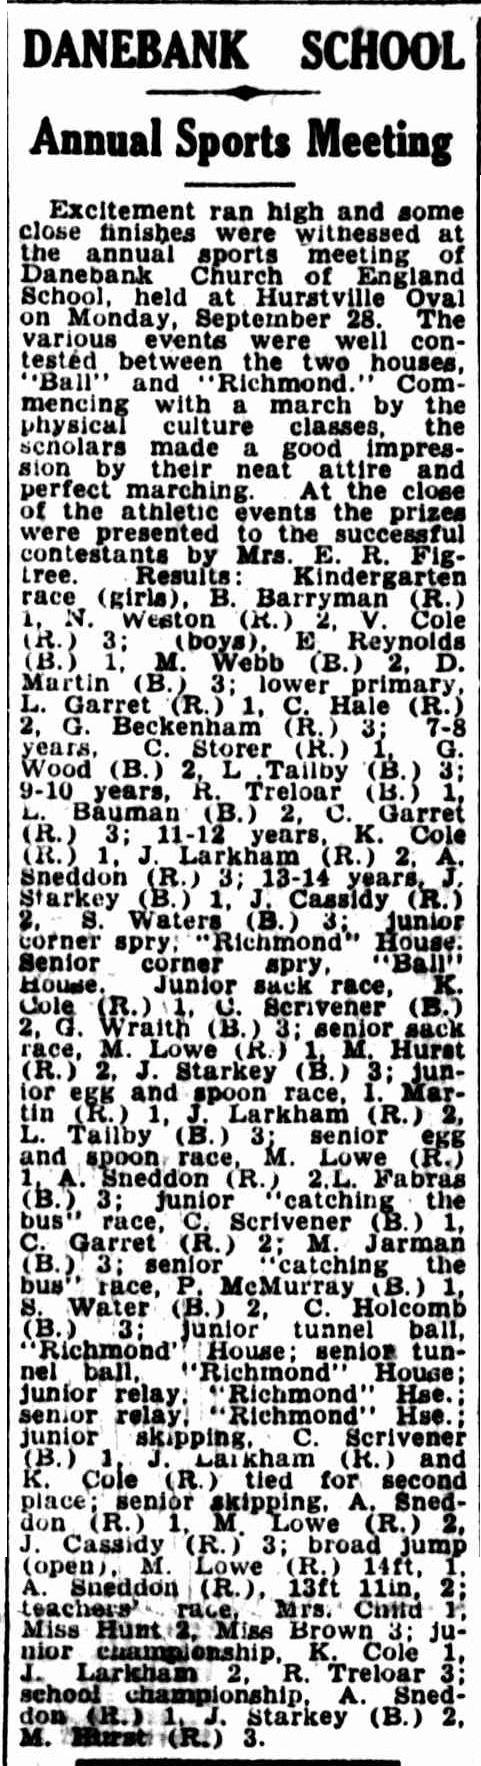 DANEBANK SCHOOL
Annual Sports Meeting
Excitement ran high and some
close finishes were witnessed at
the annual sports meeting of
Danebank Church of England
School, held at Hurstville Oval
on Monday, September 28. The
various events were well con-
tested between the two houses,
"Ball" and "Richmond." Com-
mencing with a march by the
physical culture classes, the
scholars made a good impres-
sion by their neat attire and
perfect marching. At the close
of the athletic events the prizes
were presented to the successful
contestants by Mrs. E. R. Fig-
tree. Results: Kindergarten
race (girls), B. Barryman (R.)
1, N. Weston (R.) 2, V. Cole
(R.) 3; (boys), E. Reynolds
(B.) 1, M. Webb (B.) 2, D.
Martin (B.) 3; lower primary,
L. Garret (R.) 1, C. Hale (R.)
2, G. Beckenham (R.) 3; 7-8
years, C. Storer (R.) 1, G.
Wood (B.) 2, L .Tailby (B.) 3;
9-10 years, R. Treloar (B.) 1,
L. Bauman (B.) 2, C. Garret
(R.) 3; 11-12 years, K. Cole
(R.) 1, J. Larkham (R.) 2, A.
Sneddon (R.) 3; 13-14 years, J.
Starkey (B.) 1, J. Cassidy (R.)
2, S. Waters (B.) 3; junior
corner spry, "Richmond" House.
Senior corner spry, "Ball"
House. Junior sack race, K.
Cole (R.) 1, C. Scrivener (B.)
2, G. Wraith (B.) 3; senior sack
race, M. Lowe (R.) 1, M. Hurst
(R.) 2, J. Starkey (B.) 3; jun-
ior egg and spoon race, I. Mar-
tin (R.) 1, J. Larkham (R.) 2,
L. Tailby (B.) 3; senior egg
and spoon race, M. Lowe (R.)
1, A. Sneddon (R.) 2.L. Fabras
(B.) 3; junior "catching the
bus" race, C. Scrivener (B.) 1,
C. Garret (R.) 2; M. Jarman
(B.) 3; senior "catching the
bus" race, P. McMurray (B.) 1,
S. Water (B.) 2, C. Holcomb
(B.) 3; junior tunnel ball,
"Richmond" House; senior tun-
nel ball, "Richmond" House;
junior relay, "Richmond" Hse.;
senior relay, "Richmond" Hse.;
junior skipping, C. Scrivener
(B.) 1, J. Larkham (R.) and
K. Cole (R.) tied for second
place; senior skipping, A. Sned-
don (R.) 1, M. Lowe (R.) 2,
J. Cassidy (R.) 3; broad jump
(open), M. Lowe (R.) 14ft, 1,
A. Sneddon (R.), 13ft 11in, 2;
teachers' race, Mrs. Child 1,
Miss Hunt 2, Miss Brown 3; ju-
nior championship, K. Cole 1,
J. Larkham 2, R. Treloar 3;
school championship, A. Sned-
don (R.) 1, J. Starkey (B.) 2,
M. Hurst (R.) 3.